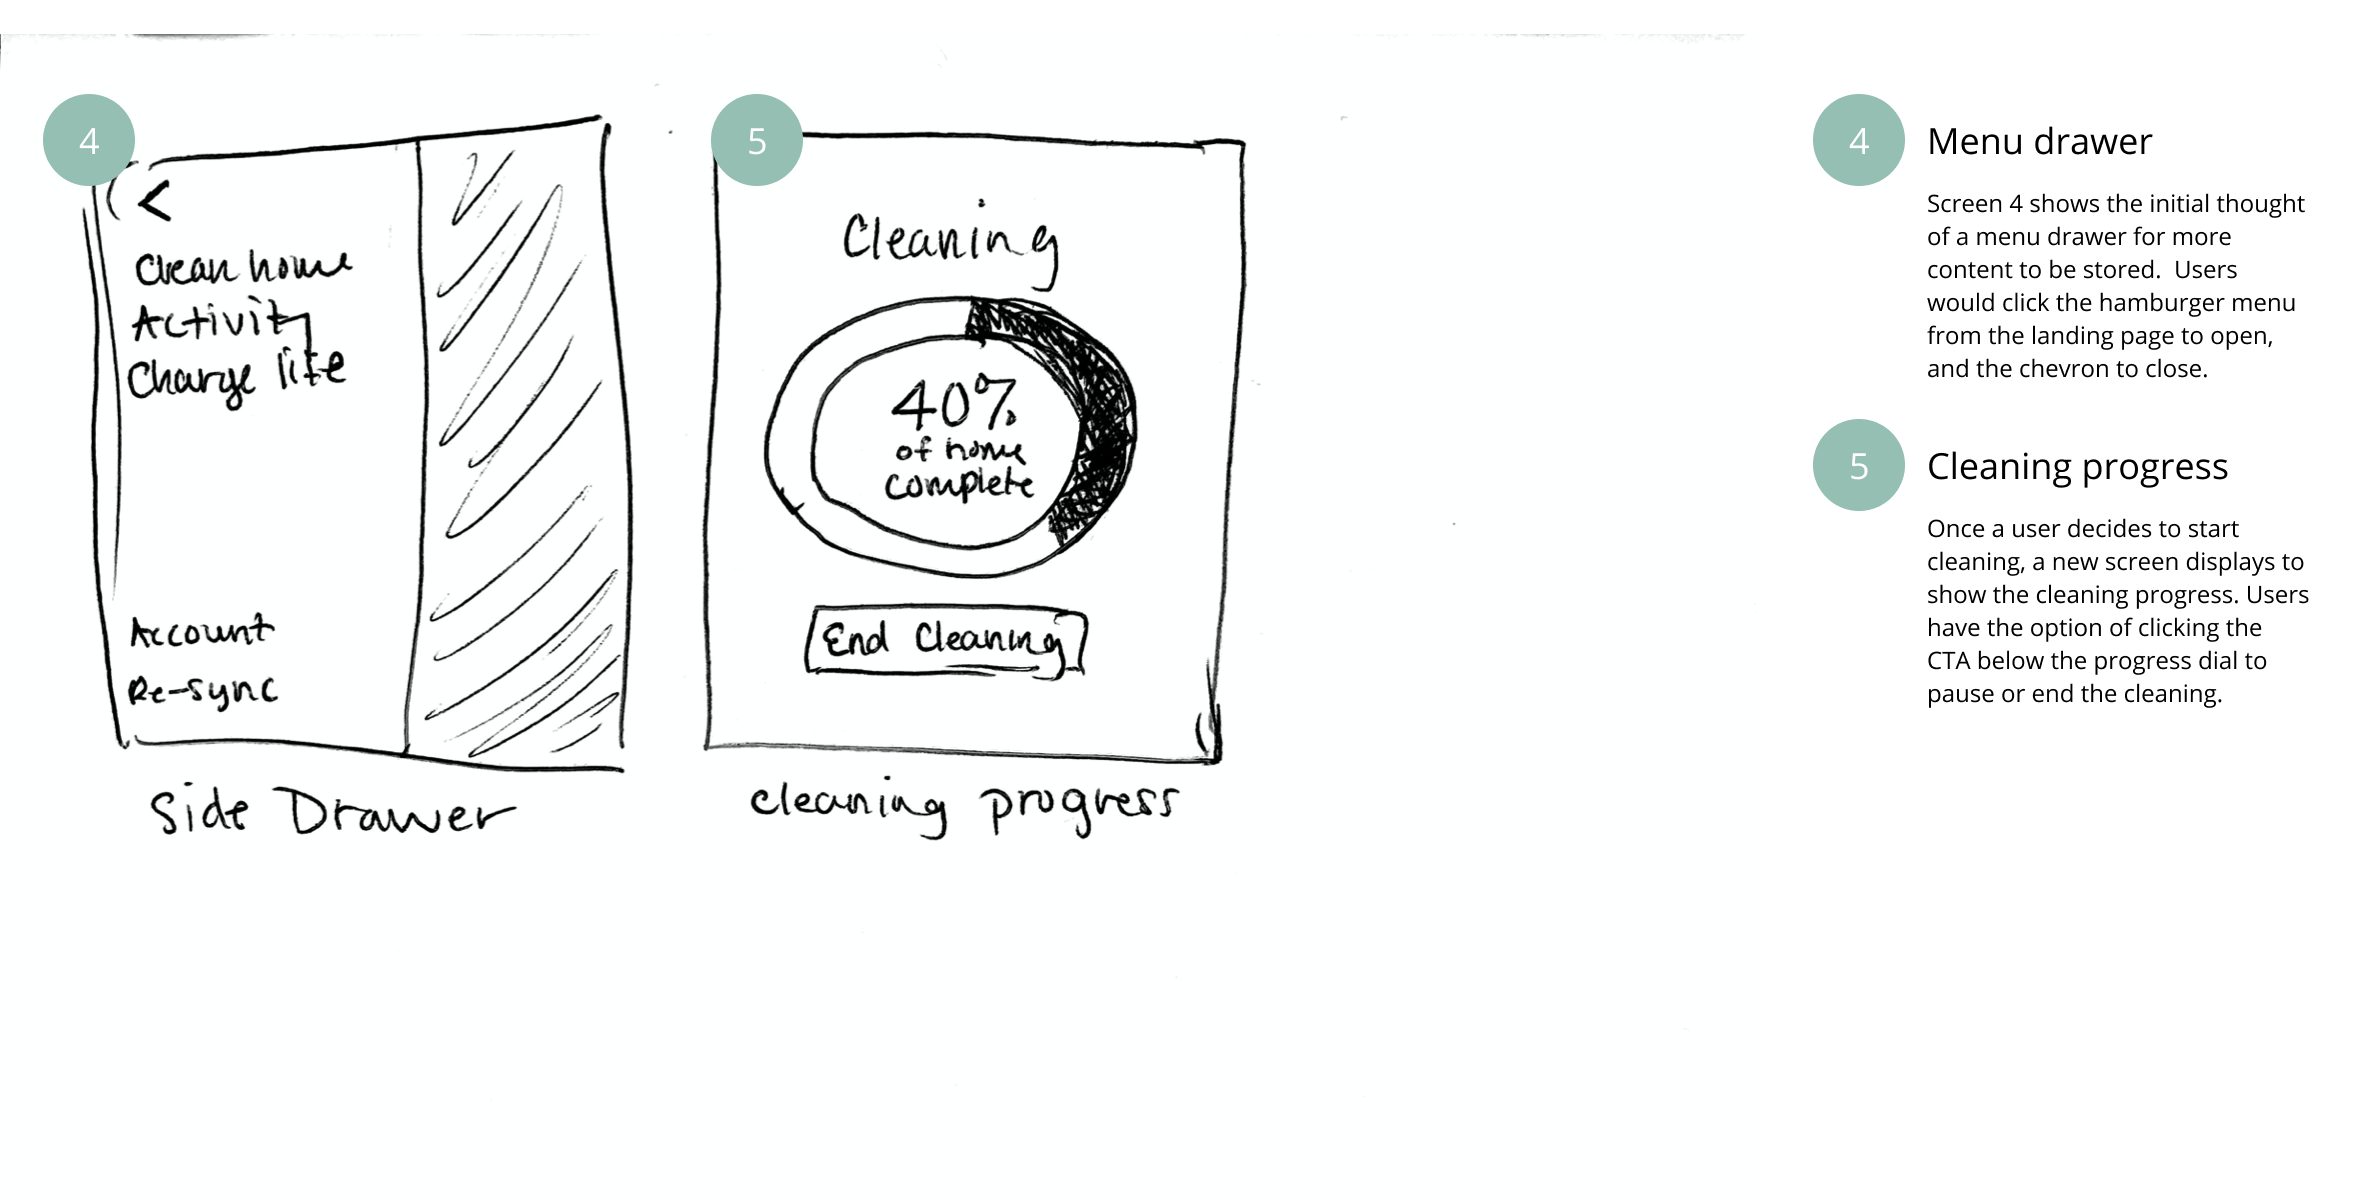 4
<
Clean home
Activity
Charge life
Account
Re-sync
Side Drawer
5
Cleaning
40%
of home
complete
End Cleaning
cleaning progress
4
Menu drawer
Screen 4 shows the initial thought
of a menu drawer for more
content to be stored.  Users
would click the hamburger menu
from the landing page to open,
and the chevron to close.
5
Cleaning progress
Once a user decides to start
cleaning, a new screen displays to
show the cleaning progress. Users
have the option of clicking the
CTA below the progress dial to
pause or end the cleaning.